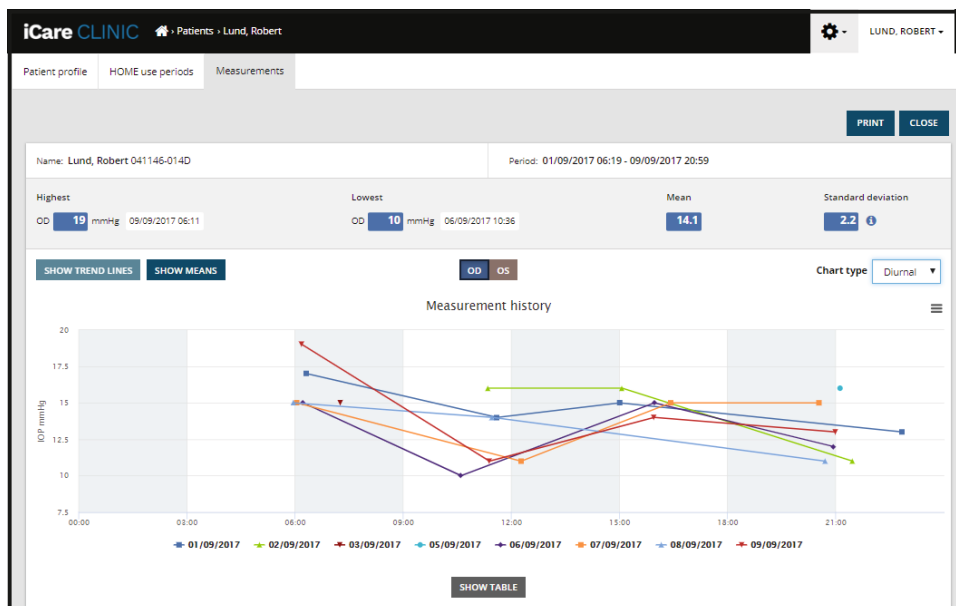 iCare CLINIC › Patients › Lund, Robert LUND, ROBERT
Patient profile HOME use periods Measurements
PRINT CLOSE
Name: Lund, Robert 041146-014D Period: 01/09/2017 06:19 - 09/09/2017 20:59
Highest Lowest Mean Standard deviation
OD 19 mmHg 09/09/2017 06:11 OD 10 mmHg 06/09/2017 10:36 14.1 2.2 i
SHOW TREND LINES SHOW MEANS OD OS Chart type Diurnal
Measurement history
IOP mmHg
20
17.5
15
12.5
10
7.5
00:00 03:00 06:00 09:00 12:00 15:00 18:00 21:00
01/09/2017 02/09/2017 03/09/2017 05/09/2017 06/09/2017 07/09/2017 08/09/2017 09/09/2017
SHOW TABLE